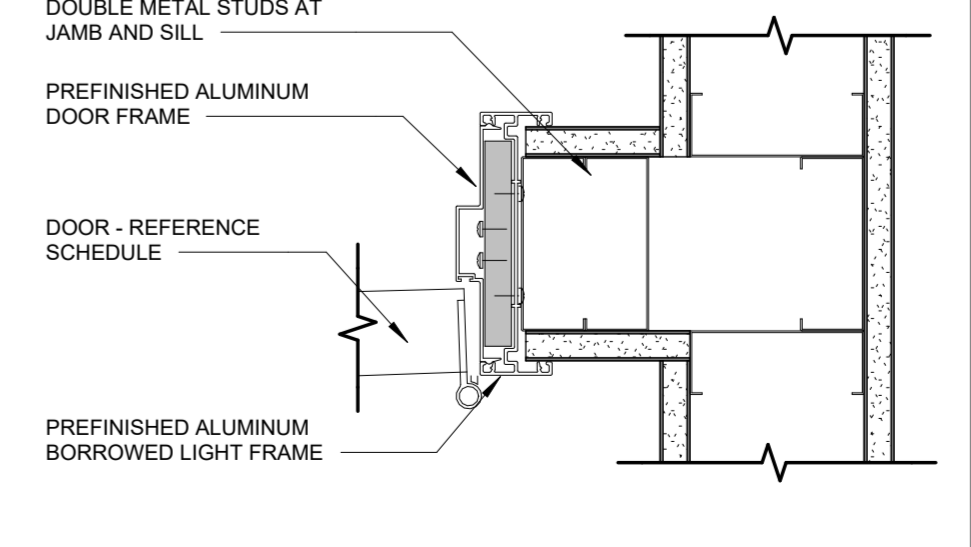 DOUBLE METAL STUDS AT
JAMB AND SILL
PREFINISHED ALUMINUM
DOOR FRAME
DOOR - REFERENCE
SCHEDULE
PREFINISHED ALUMINUM
BORROWED LIGHT FRAME